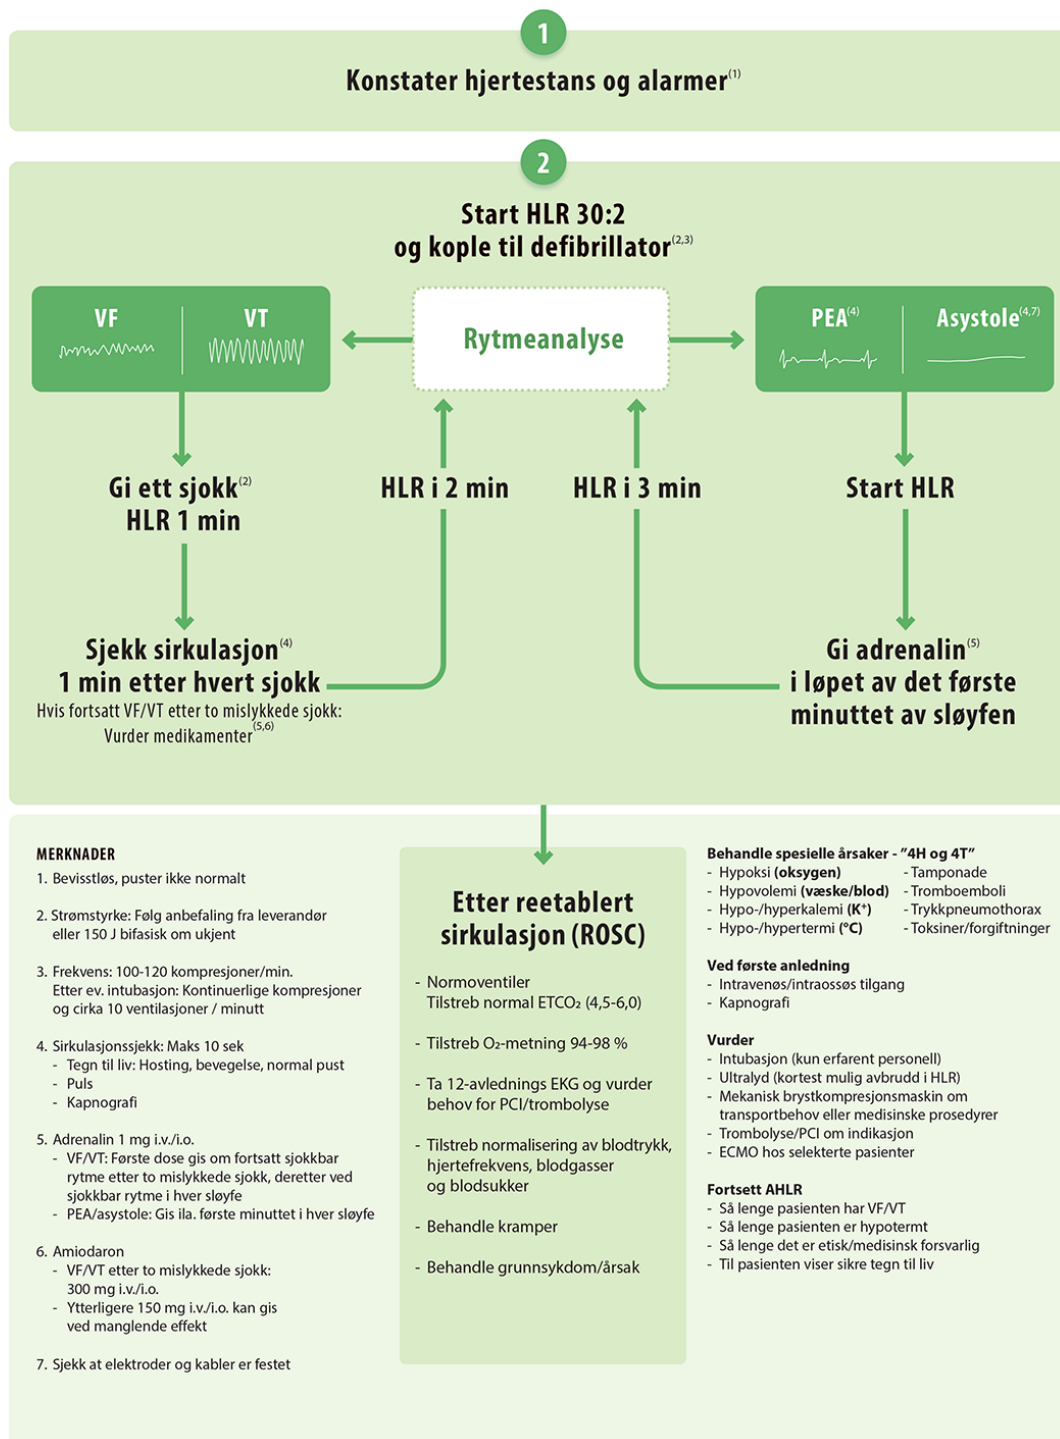 1
Konstater hjertestans og alarmer(1)
2
Start HLR 30:2
og kople til defibrillator(2,3)
VF
VT
Rytmeanalyse
PEA(4)
Asystole(4,7)
Gi ett sjokk(2)
HLR 1 min
HLR i 2 min
HLR i 3 min
Start HLR
Sjekk sirkulasjon(4)
1 min etter hvert sjokk
Hvis fortsatt VF/VT etter to mislykkede sjokk:
Vurder medikamenter(5,6)
Gi adrenalin(5)
i løpet av det første
minuttet av sløyfen
MERKNADER
1. Bevisstløs, puster ikke normalt
2. Strømstyrke: Følg anbefaling fra leverandør
eller 150 J bifasisk om ukjent
3. Frekvens: 100-120 kompresjoner/min.
Etter ev. intubasjon: Kontinuerlige kompresjoner
og cirka 10 ventilasjoner / minutt
4. Sirkulasjonssjekk: Maks 10 sek
- Tegn til liv: Hosting, bevegelse, normal pust
- Puls
- Kapnografi
5. Adrenalin 1 mg i.v./i.o.
- VF/VT: Første dose gis om fortsatt sjokkbar
rytme etter to mislykkede sjokk, deretter ved
sjokkbar rytme i hver sløyfe
- PEA/asystole: Gis ila. første minuttet i hver sløyfe
6. Amiodaron
- VF/VT etter to mislykkede sjokk:
300 mg i.v./i.o.
- Ytterligere 150 mg i.v./i.o. kan gis
ved manglende effekt
7. Sjekk at elektroder og kabler er festet
Etter reetablert
sirkulasjon (ROSC)
- Normoventiler
Tilstreb normal ETCO₂ (4,5-6,0)
- Tilstreb O₂-metning 94-98 %
- Ta 12-avlednings EKG og vurder
behov for PCI/trombolyse
- Tilstreb normalisering av blodtrykk,
hjertefrekvens, blodgasser
og blodsukker
- Behandle kramper
- Behandle grunnsykdom/årsak
Behandle spesielle årsaker - ”4H og 4T”
- Hypoksi (oksygen)
- Hypovolemi (væske/blod)
- Hypo-/hyperkalemi (K⁺)
- Hypo-/hypertermi (°C)
- Tamponade
- Tromboemboli
- Trykkpneumothorax
- Toksiner/forgiftninger
Ved første anledning
- Intravenøs/intraossøs tilgang
- Kapnografi
Vurder
- Intubasjon (kun erfarent personell)
- Ultralyd (kortest mulig avbrudd i HLR)
- Mekanisk brystkompresjonsmaskin om
transportbehov eller medisinske prosedyrer
- Trombolyse/PCI om indikasjon
- ECMO hos selekterte pasienter
Fortsett AHLR
- Så lenge pasienten har VF/VT
- Så lenge pasienten er hypotermt
- Så lenge det er etisk/medisinsk forsvarlig
- Til pasienten viser sikre tegn til liv